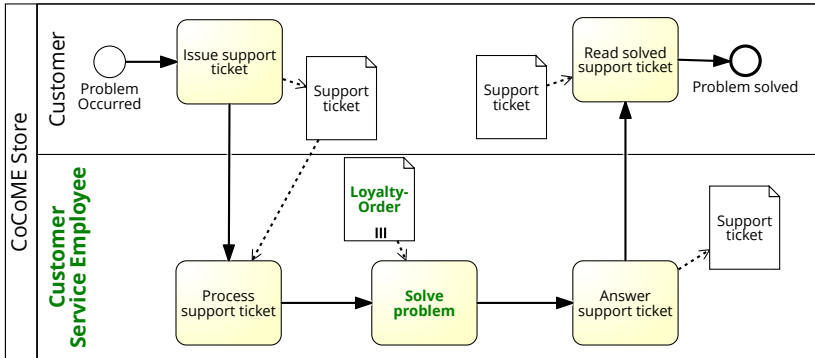 CoCoME Store
Customer
Problem
Occurred
Issue support
ticket
Support
ticket
Support
ticket
Read solved
support ticket
Problem solved
Customer
Service Employee
Loyalty-
Order
III
Process
support ticket
Solve
problem
Answer
support ticket
Support
ticket